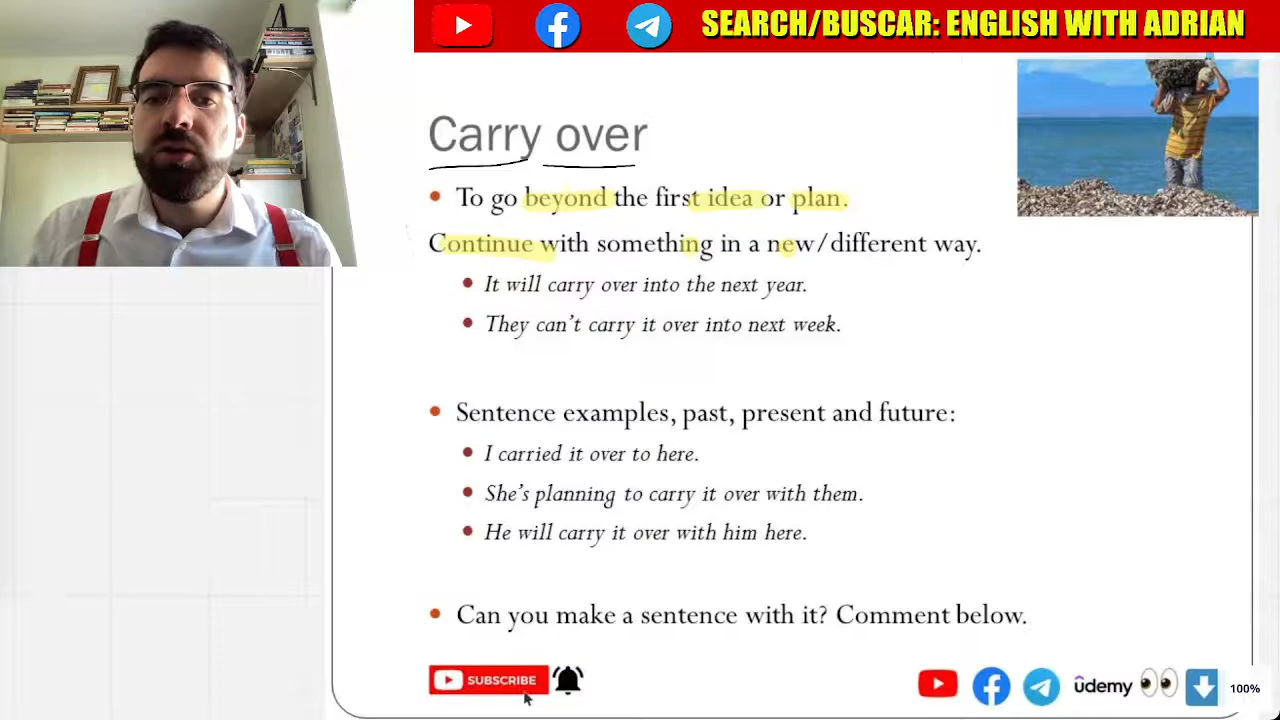 SEARCH/BUSCAR: ENGLISH WITH ADRIAN
Carry over
To go beyond the first idea or plan.
Continue with something in a new/different way.
It will carry over into the next year.
They can't carry it over into next week.
Sentence examples, past, present and future:
I carried it over to here.
She's planning to carry it over with them.
He will carry it over with him here.
Can you make a sentence with it? Comment below.
SUBSCRIBE
ûdemy
100%